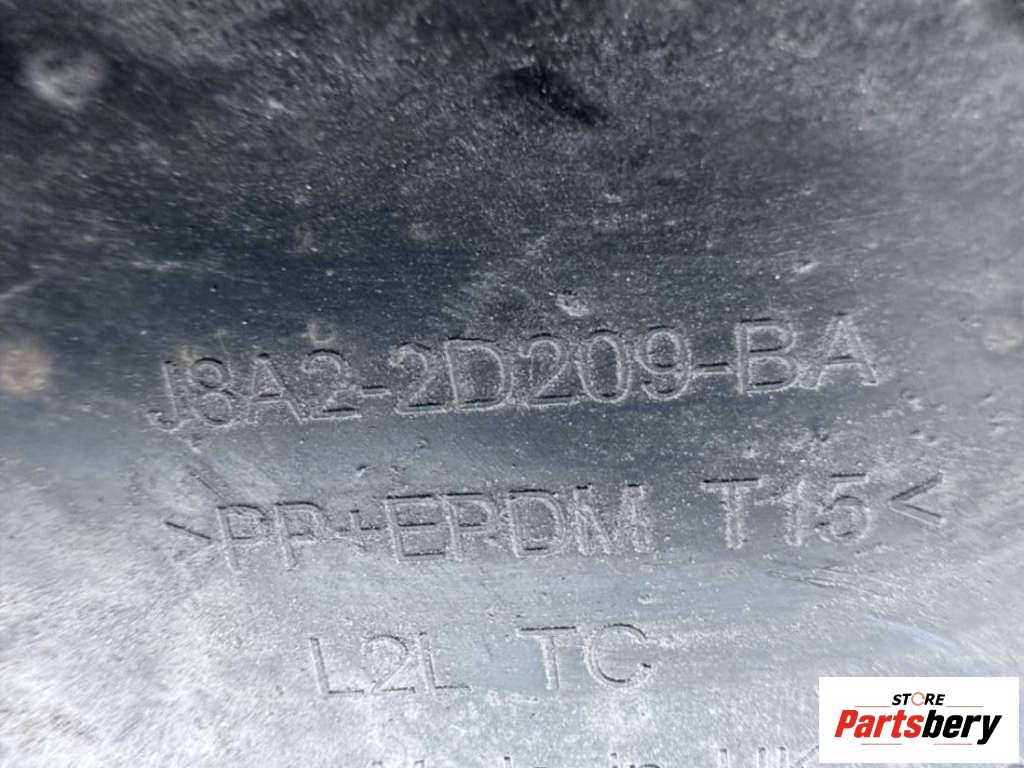 J8A2-2D209-BA
>PP+EPDM T15<
L2L TC
STORE
Partsbery